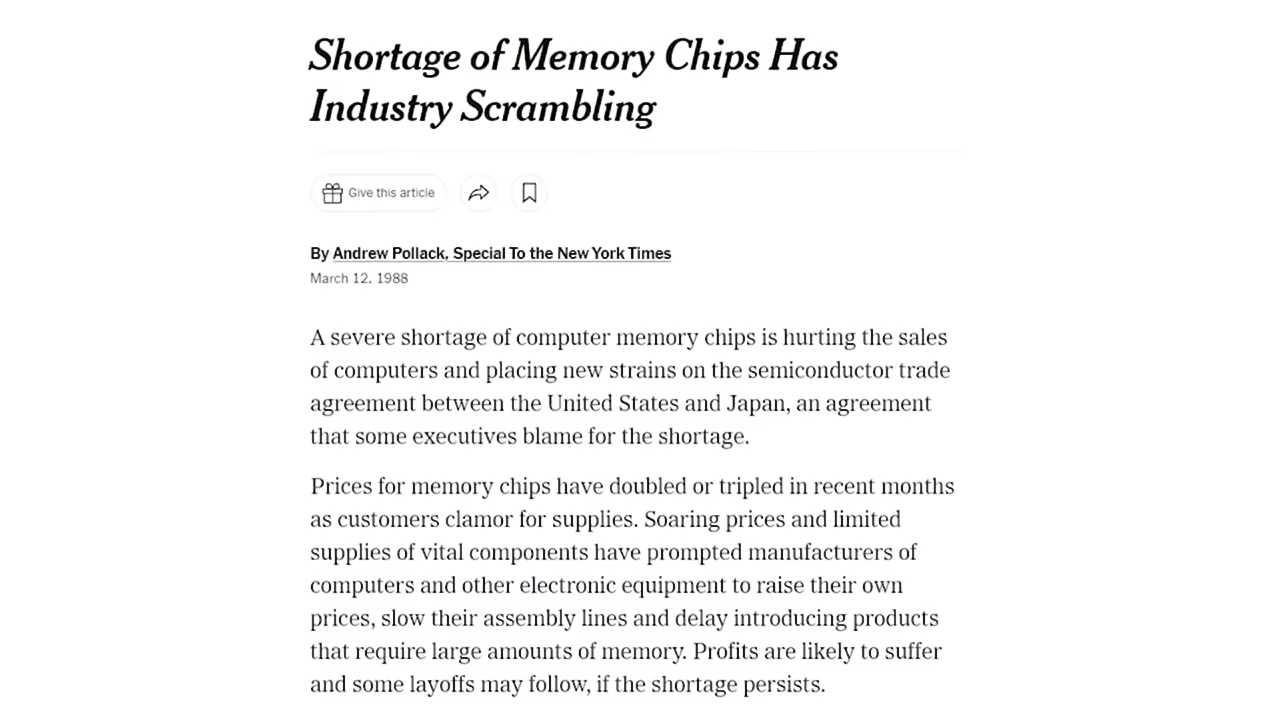 Shortage of Memory Chips Has
Industry Scrambling
Give this article
By Andrew Pollack, Special To the New York Times
March 12, 1988
A severe shortage of computer memory chips is hurting the sales
of computers and placing new strains on the semiconductor trade
agreement between the United States and Japan, an agreement
that some executives blame for the shortage.
Prices for memory chips have doubled or tripled in recent months
as customers clamor for supplies. Soaring prices and limited
supplies of vital components have prompted manufacturers of
computers and other electronic equipment to raise their own
prices, slow their assembly lines and delay introducing products
that require large amounts of memory. Profits are likely to suffer
and some layoffs may follow, if the shortage persists.